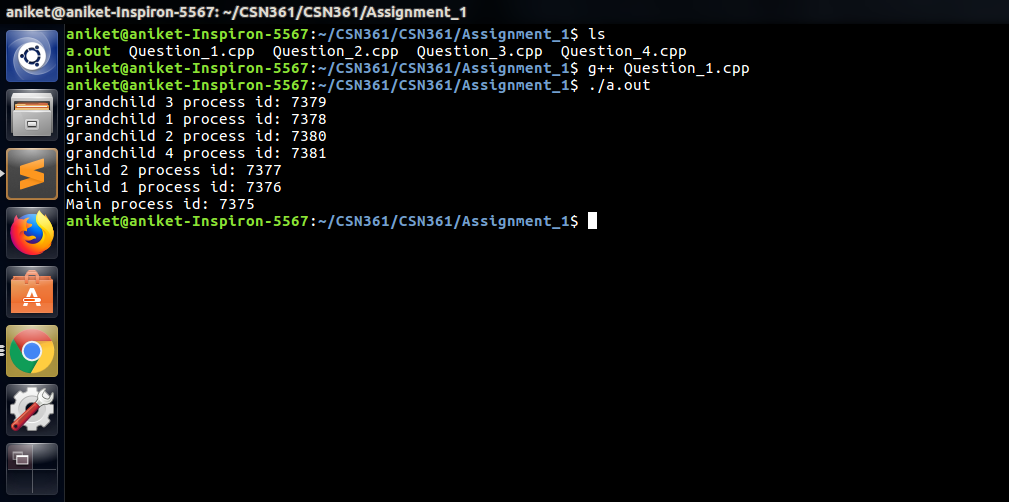 aniket@aniket-Inspiron-5567: ~/CSN361/CSN361/Assignment_1
aniket@aniket-Inspiron-5567:~/CSN361/CSN361/Assignment_1$ ls
a.out  Question_1.cpp  Question_2.cpp  Question_3.cpp  Question_4.cpp
aniket@aniket-Inspiron-5567:~/CSN361/CSN361/Assignment_1$ g++ Question_1.cpp
aniket@aniket-Inspiron-5567:~/CSN361/CSN361/Assignment_1$ ./a.out
grandchild 3 process id: 7379
grandchild 1 process id: 7378
grandchild 2 process id: 7380
grandchild 4 process id: 7381
child 2 process id: 7377
child 1 process id: 7376
Main process id: 7375
aniket@aniket-Inspiron-5567:~/CSN361/CSN361/Assignment_1$